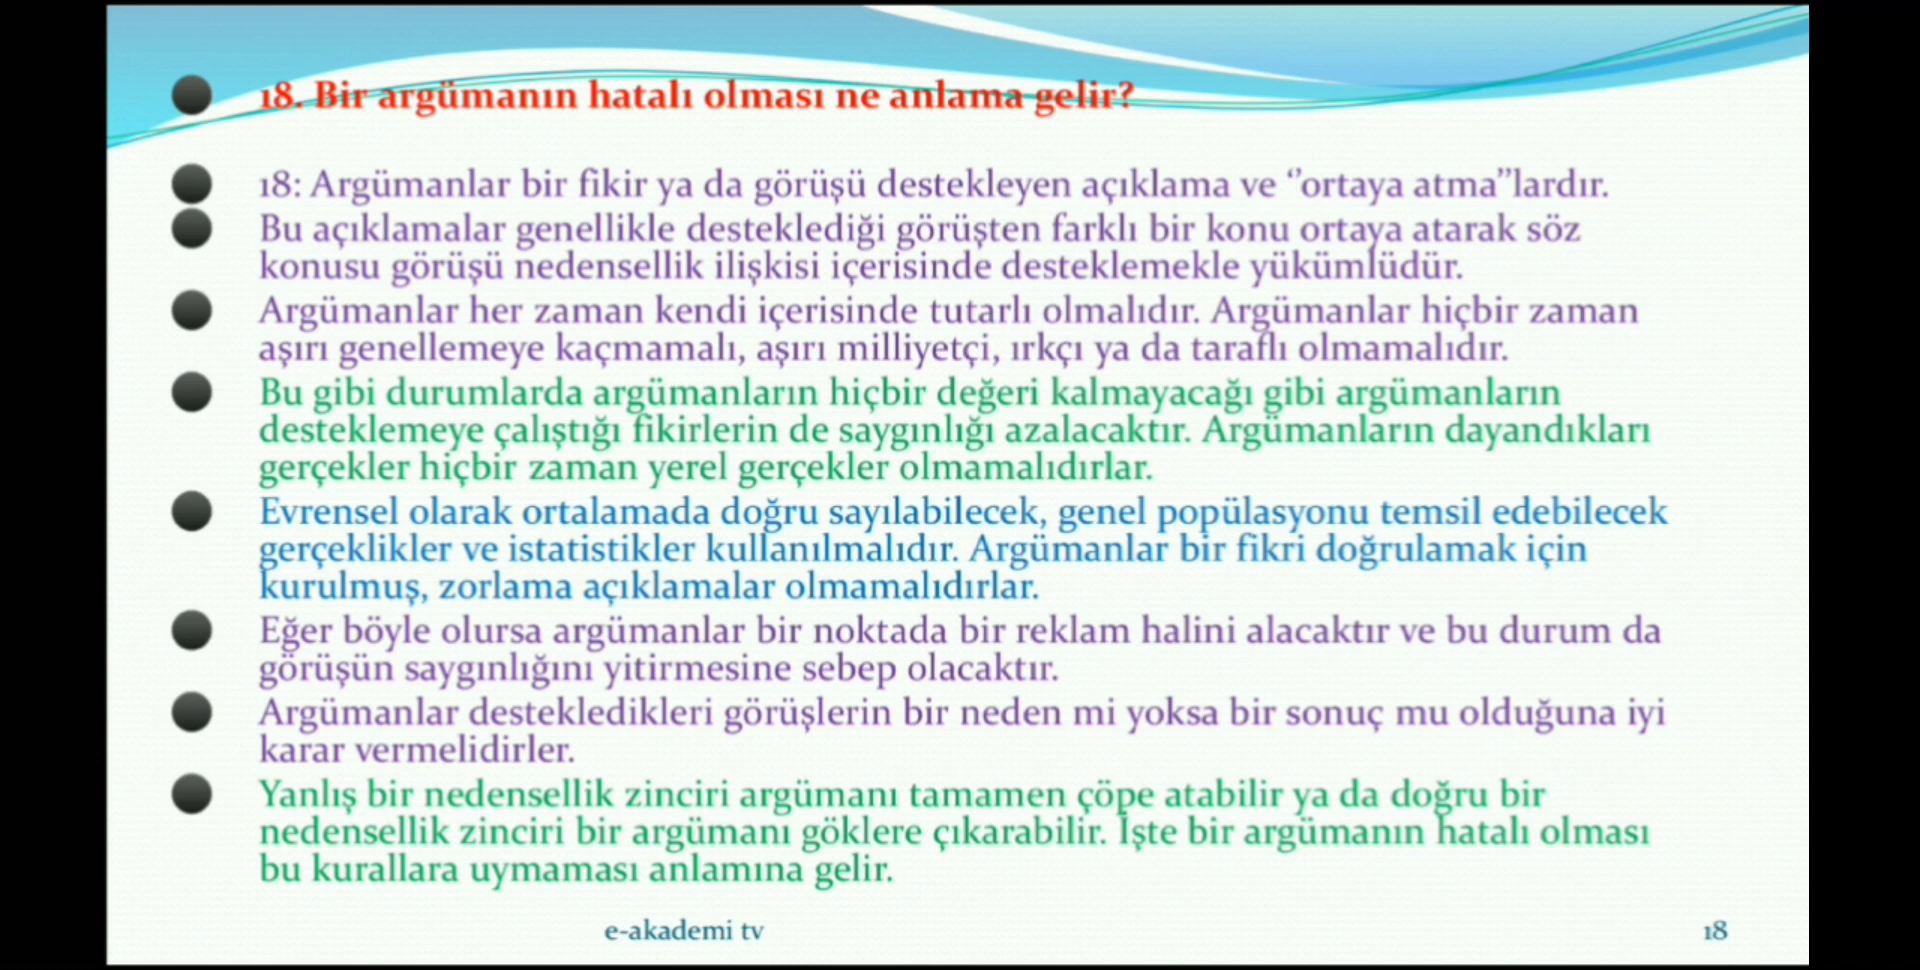 18. Bir argümanın hatalı olması ne anlama gelir?
18: Argümanlar bir fikir ya da görüşü destekleyen açıklama ve ‘’ortaya atma’’lardır.
Bu açıklamalar genellikle desteklediği görüşten farklı bir konu ortaya atarak söz
konusu görüşü nedensellik ilişkisi içerisinde desteklemekle yükümlüdür.
Argümanlar her zaman kendi içerisinde tutarlı olmalıdır. Argümanlar hiçbir zaman
aşırı genellemeye kaçmamalı, aşırı milliyetçi, ırkçı ya da taraflı olmamalıdır.
Bu gibi durumlarda argümanların hiçbir değeri kalmayacağı gibi argümanların
desteklemeye çalıştığı fikirlerin de saygınlığı azalacaktır. Argümanların dayandıkları
gerçekler hiçbir zaman yerel gerçekler olmamalıdırlar.
Evrensel olarak ortalamada doğru sayılabilecek, genel popülasyonu temsil edebilecek
gerçeklikler ve istatistikler kullanılmalıdır. Argümanlar bir fikri doğrulamak için
kurulmuş, zorlama açıklamalar olmamalıdırlar.
Eğer böyle olursa argümanlar bir noktada bir reklam halini alacaktır ve bu durum da
görüşün saygınlığını yitirmesine sebep olacaktır.
Argümanlar destekledikleri görüşlerin bir neden mi yoksa bir sonuç mu olduğuna iyi
karar vermelidirler.
Yanlış bir nedensellik zinciri argümanı tamamen çöpe atabilir ya da doğru bir
nedensellik zinciri bir argümanı göklere çıkarabilir. İşte bir argümanın hatalı olması
bu kurallara uymaması anlamına gelir.
e-akademi tv
18